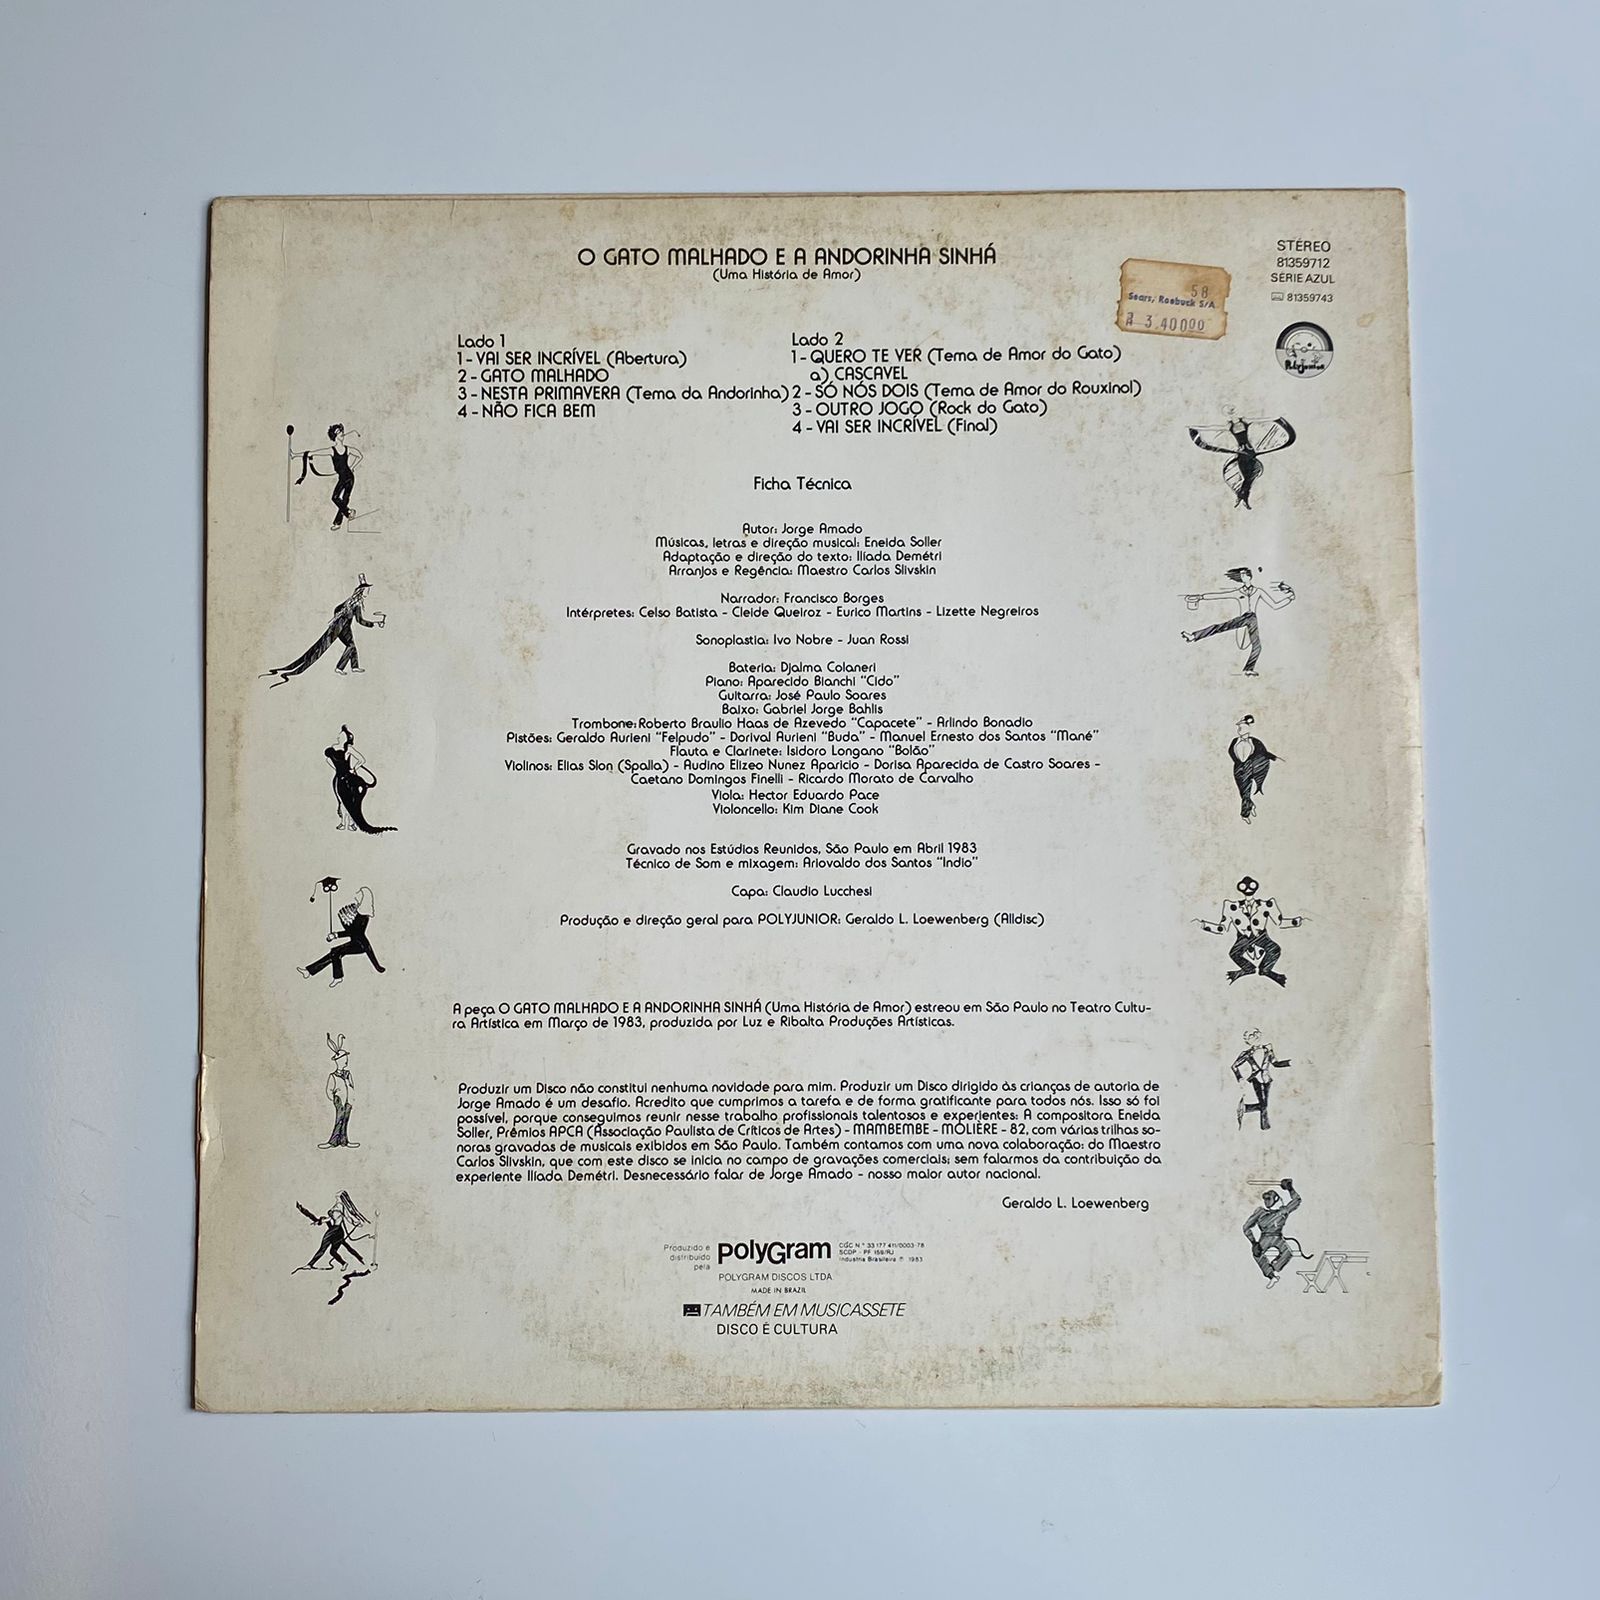 O GATO MALHADO E A ANDORINHA SINHÁ
(Uma História de Amor)
STÉREO
81359712
SÉRIE AZUL
81359743
58
Sears, Roebuck S/A
3.40000
Polyjunior
Lado 1
1 - VAI SER INCRÍVEL (Abertura)
2 - GATO MALHADO
3 - NESTA PRIMAVERA (Tema da Andorinha)
4 - NÃO FICA BEM
Lado 2
1 - QUERO TE VER (Tema de Amor do Gato)
a) CASCAVEL
2 - SÓ NÓS DOIS (Tema de Amor do Rouxinol)
3 - OUTRO JOGO (Rock do Gato)
4 - VAI SER INCRÍVEL (Final)
Ficha Técnica
Autor: Jorge Amado
Músicas, letras e direção musical: Eneida Soller
Adaptação e direção do texto: Ilíada Demétri
Arranjos e Regência: Maestro Carlos Slivskin
Narrador: Francisco Borges
Intérpretes: Celso Batista - Cleide Queiroz - Eurico Martins - Lizette Negreiros
Sonoplastia: Ivo Nobre - Juan Rossi
Bateria: Djalma Colaneri
Piano: Aparecido Bianchi "Cido"
Guitarra: José Paulo Soares
Baixo: Gabriel Jorge Bahlis
Trombone: Roberto Braulio Haas de Azevedo "Capacete" - Arlindo Bonadio
Pistões: Geraldo Aurieni "Felpudo" - Dorival Aurieni "Buda" - Manuel Ernesto dos Santos "Mané"
Flauta e Clarinete: Isidoro Longano "Bolão"
Violinos: Elias Slon (Spalla) - Audino Elizeo Nunez Aparicio - Dorisa Aparecida de Castro Soares -
Caetano Domingos Finelli - Ricardo Morato de Carvalho
Viola: Hector Eduardo Pace
Violoncello: Kim Diane Cook
Gravado nos Estúdios Reunidos, São Paulo em Abril 1983
Técnico de Som e mixagem: Ariovaldo dos Santos "Indio"
Capa: Claudio Lucchesi
Produção e direção geral para POLYJUNIOR: Geraldo L. Loewenberg (Alldisc)
A peça O GATO MALHADO E A ANDORINHA SINHÁ (Uma História de Amor) estreou em São Paulo no Teatro Cultu-
ra Artística em Março de 1983, produzida por Luz e Ribalta Produções Artísticas.
Produzir um Disco não constitui nenhuma novidade para mim. Produzir um Disco dirigido às crianças de autoria de
Jorge Amado é um desafio. Acredito que cumprimos a tarefa e de forma gratificante para todos nós. Isso só foi
possível, porque conseguimos reunir nesse trabalho profissionais talentosos e experientes: A compositora Eneida
Soller, Prêmios APCA (Associação Paulista de Críticos de Artes) - MAMBEMBE - MOLIÈRE - 82, com várias trilhas so-
noras gravadas de musicais exibidos em São Paulo. Também contamos com uma nova colaboração: do Maestro
Carlos Slivskin, que com este disco se inicia no campo de gravações comerciais; sem falarmos da contribuição da
experiente Ilíada Demétri. Desnecessário falar de Jorge Amado - nosso maior autor nacional.
Geraldo L. Loewenberg
Produzido e
distribuido
pela
PolyGram
CGC N.º 33 177 411/0003-78
SCDP - PF 159/RJ
Industria Brasileira ℗ 1983
POLYGRAM DISCOS LTDA
MADE IN BRAZIL
TAMBÉM EM MUSICASSETE
DISCO É CULTURA